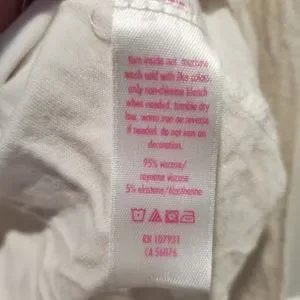 turn inside out. machine
wash cold with like colors.
only non-chlorine bleach
when needed. tumble dry
low. warm iron on reverse
if needed. do not iron on
decoration.
95% viscose/
rayonne viscose
5% elastane/élasthanne
RN 107931
CA 56076